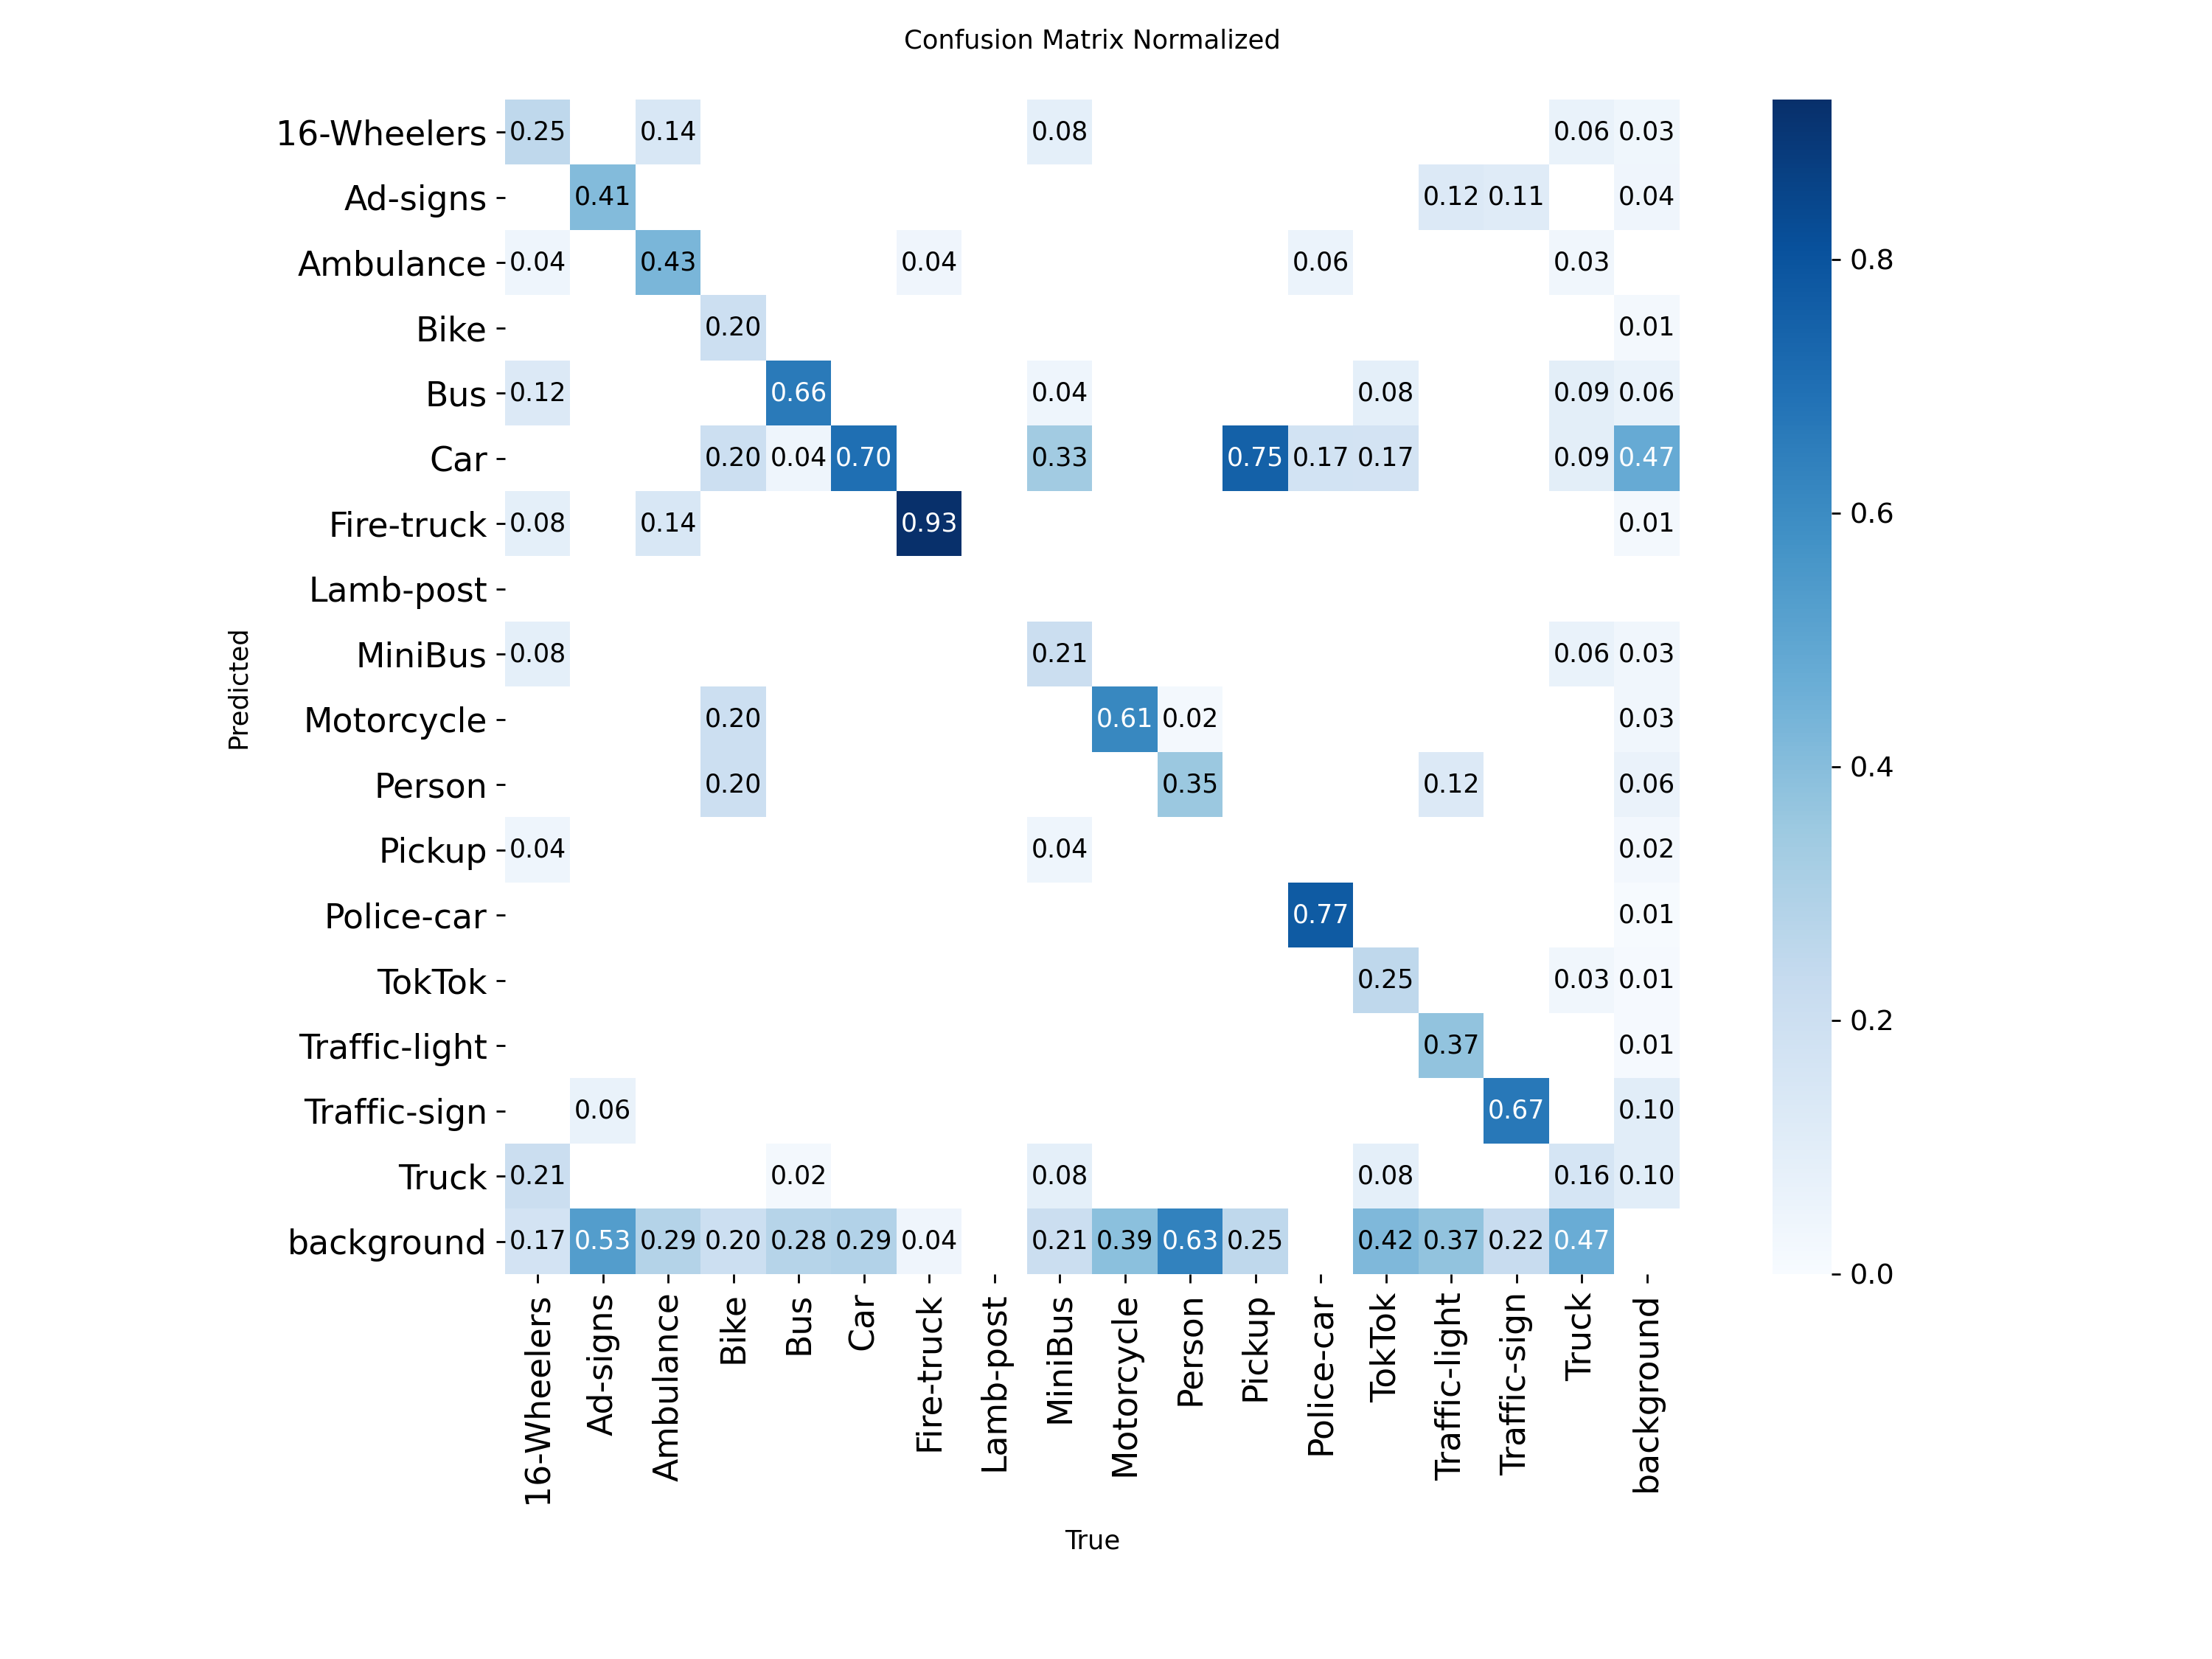 Confusion Matrix Normalized
16-Wheelers 0.25 0.14 0.08 0.06 0.03
Ad-signs 0.41 0.12 0.11 0.04
Ambulance 0.04 0.43 0.04 0.06 0.03
Bike 0.20 0.01
Bus 0.12 0.66 0.04 0.08 0.09 0.06
Car 0.20 0.04 0.70 0.33 0.75 0.17 0.17 0.09 0.47
Fire-truck 0.08 0.14 0.93 0.01
Lamb-post
MiniBus 0.08 0.21 0.06 0.03
Motorcycle 0.20 0.61 0.02 0.03
Person 0.20 0.35 0.12 0.06
Pickup 0.04 0.04 0.02
Police-car 0.77 0.01
TokTok 0.25 0.03 0.01
Traffic-light 0.37 0.01
Traffic-sign 0.06 0.67 0.10
Truck 0.21 0.02 0.08 0.08 0.16 0.10
background 0.17 0.53 0.29 0.20 0.28 0.29 0.04 0.21 0.39 0.63 0.25 0.42 0.37 0.22 0.47
Predicted
16-Wheelers
Ad-signs
Ambulance
Bike
Bus
Car
Fire-truck
Lamb-post
MiniBus
Motorcycle
Person
Pickup
Police-car
TokTok
Traffic-light
Traffic-sign
Truck
background
True
0.8
0.6
0.4
0.2
0.0